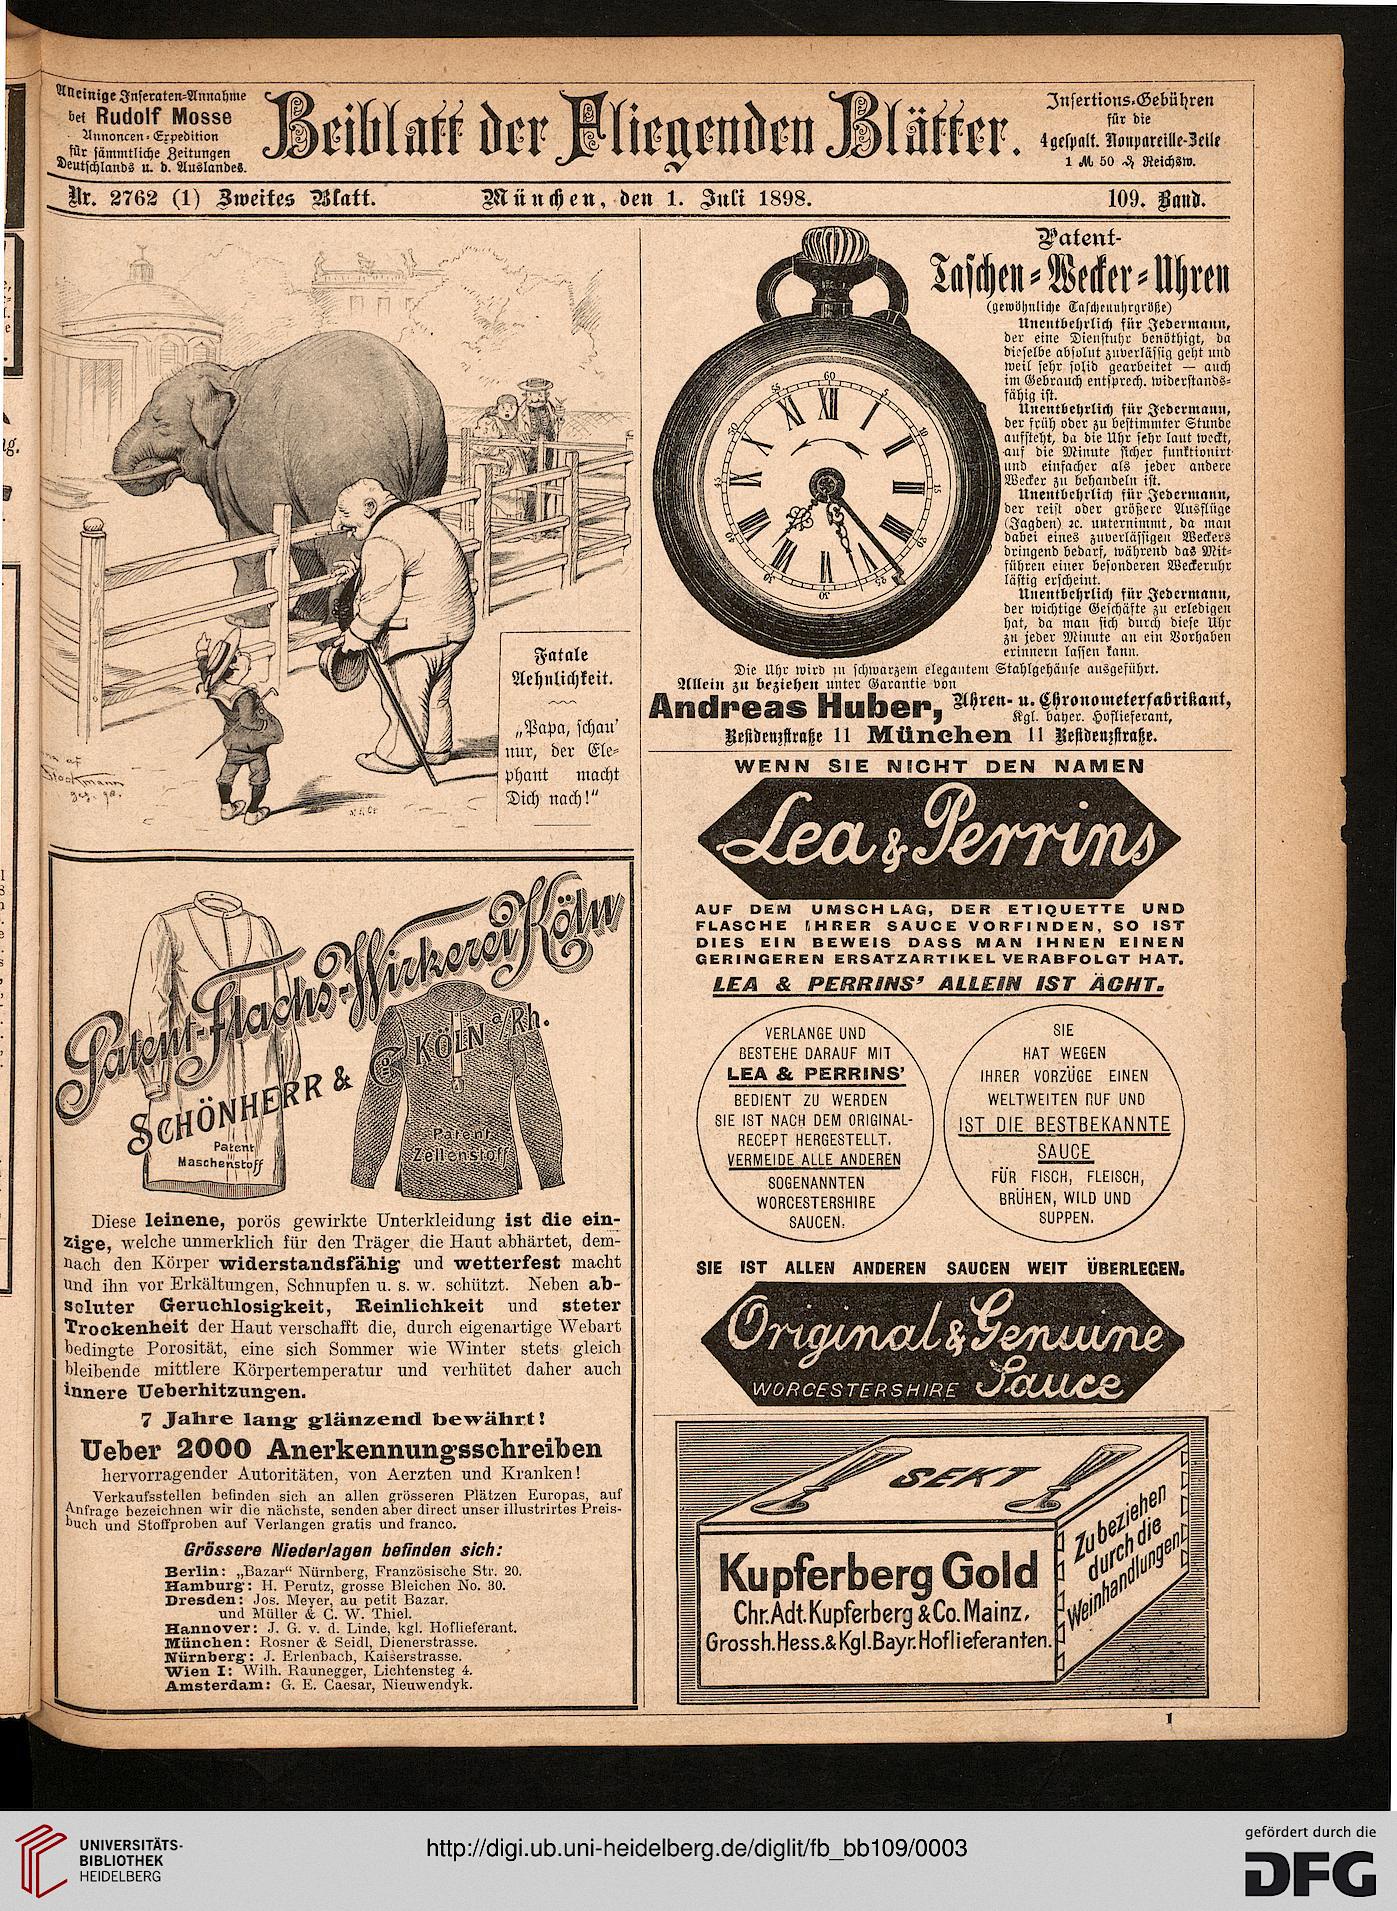 Alleinige Inseraten-Annahme
bei Rudolf Mosse
Annoncen-Expedition
für sämmtliche Zeitungen
Deutschlands u. d. Auslandes.
Beiblatt der Fliegenden Blätter.
Insertions-Gebühren
für die
4 gespalt. Nonpareille-Zeile
1 ℳ 50 ₰ Reichsw.
Nr. 2762 (1) Zweites Blatt.
München, den 1. Juli 1898.
109. Band.
Stockmann
gez. 98.
Fatale
Aehnlichkeit.
„Papa, schau'
nur, der Ele=
phant macht
Dich nach!“
Patent-Flachs-Wirkerei Köln
SCHÖNHERR & Cⁱᵉ KÖLN a/Rh.
Patent
Maschenstoff
Patent
Zellenstoff
Diese leinene, porös gewirkte Unterkleidung ist die ein-
zige, welche unmerklich für den Träger die Haut abhärtet, dem-
nach den Körper widerstandsfähig und wetterfest macht
und ihn vor Erkältungen, Schnupfen u. s. w. schützt. Neben ab-
soluter Geruchlosigkeit, Reinlichkeit und steter
Trockenheit der Haut verschafft die, durch eigenartige Webart
bedingte Porosität, eine sich Sommer wie Winter stets gleich
bleibende mittlere Körpertemperatur und verhütet daher auch
innere Ueberhitzungen.
7 Jahre lang glänzend bewährt!
Ueber 2000 Anerkennungsschreiben
hervorragender Autoritäten, von Aerzten und Kranken!
Verkaufsstellen befinden sich an allen grösseren Plätzen Europas, auf
Anfrage bezeichnen wir die nächste, senden aber direct unser illustrirtes Preis-
buch und Stoffproben auf Verlangen gratis und franco.
Grössere Niederlagen befinden sich:
Berlin: „Bazar“ Nürnberg, Französische Str. 20.
Hamburg: H. Perutz, grosse Bleichen No. 30.
Dresden: Jos. Meyer, au petit Bazar.
und Müller & C. W. Thiel.
Hannover: J. G. v. d. Linde, kgl. Hoflieferant.
München: Rosner & Seidl, Dienerstrasse.
Nürnberg: J. Erlenbach, Kaiserstrasse.
Wien I: Wilh. Raunegger, Lichtensteg 4.
Amsterdam: G. E. Caesar, Nieuwendyk.
Patent-
Taschen=Wecker=Uhren
(gewöhnliche Taschenuhrgröße)
Unentbehrlich für Jedermann,
der eine Dienstuhr benöthigt, da
dieselbe absolut zuverlässig geht und
weil sehr solid gearbeitet — auch
im Gebrauch entsprech. widerstands=
fähig ist.
Unentbehrlich für Jedermann,
der früh oder zu bestimmter Stunde
aufsteht, da die Uhr sehr laut weckt,
auf die Minute sicher funktionirt
und einfacher als jeder andere
Wecker zu behandeln ist.
Unentbehrlich für Jedermann,
der reist oder größere Ausflüge
(Jagden) ꝛc. unternimmt, da man
dabei eines zuverlässigen Weckers
dringend bedarf, während das Mit=
führen einer besonderen Weckeruhr
lästig erscheint.
Unentbehrlich für Jedermann,
der wichtige Geschäfte zu erledigen
hat, da man sich durch diese Uhr
zu jeder Minute an ein Vorhaben
erinnern lassen kann.
Die Uhr wird in schwarzem elegantem Stahlgehäuse ausgeführt.
Allein zu beziehen unter Garantie von
Andreas Huber, Uhren- u. Chronometerfabrikant,
Kgl. bayer. Hoflieferant,
Residenzstraße 11 München 11 Residenzstraße.
WENN SIE NICHT DEN NAMEN
Lea & Perrins
AUF DEM UMSCHLAG, DER ETIQUETTE UND
FLASCHE IHRER SAUCE VORFINDEN, SO IST
DIES EIN BEWEIS DASS MAN IHNEN EINEN
GERINGEREN ERSATZARTIKEL VERABFOLGT HAT.
LEA & PERRINS' ALLEIN IST ÄCHT.
VERLANGE UND
BESTEHE DARAUF MIT
LEA & PERRINS'
BEDIENT ZU WERDEN
SIE IST NACH DEM ORIGINAL-
RECEPT HERGESTELLT.
VERMEIDE ALLE ANDEREN
SOGENANNTEN
WORCESTERSHIRE
SAUCEN.
SIE
HAT WEGEN
IHRER VORZÜGE EINEN
WELTWEITEN RUF UND
IST DIE BESTBEKANNTE
SAUCE
FÜR FISCH, FLEISCH,
BRÜHEN, WILD UND
SUPPEN.
SIE IST ALLEN ANDEREN SAUCEN WEIT ÜBERLEGEN.
Original & Genuine
WORCESTERSHIRE Sauce
SEKT
Kupferberg Gold
Chr. Adt. Kupferberg & Co. Mainz,
Grossh. Hess. & Kgl. Bayr. Hoflieferanten.
Zu beziehen
durch die
Weinhandlungen!
1
UNIVERSITÄTS-
BIBLIOTHEK
HEIDELBERG
http://digi.ub.uni-heidelberg.de/diglit/fb_bb109/0003
gefördert durch die
DFG